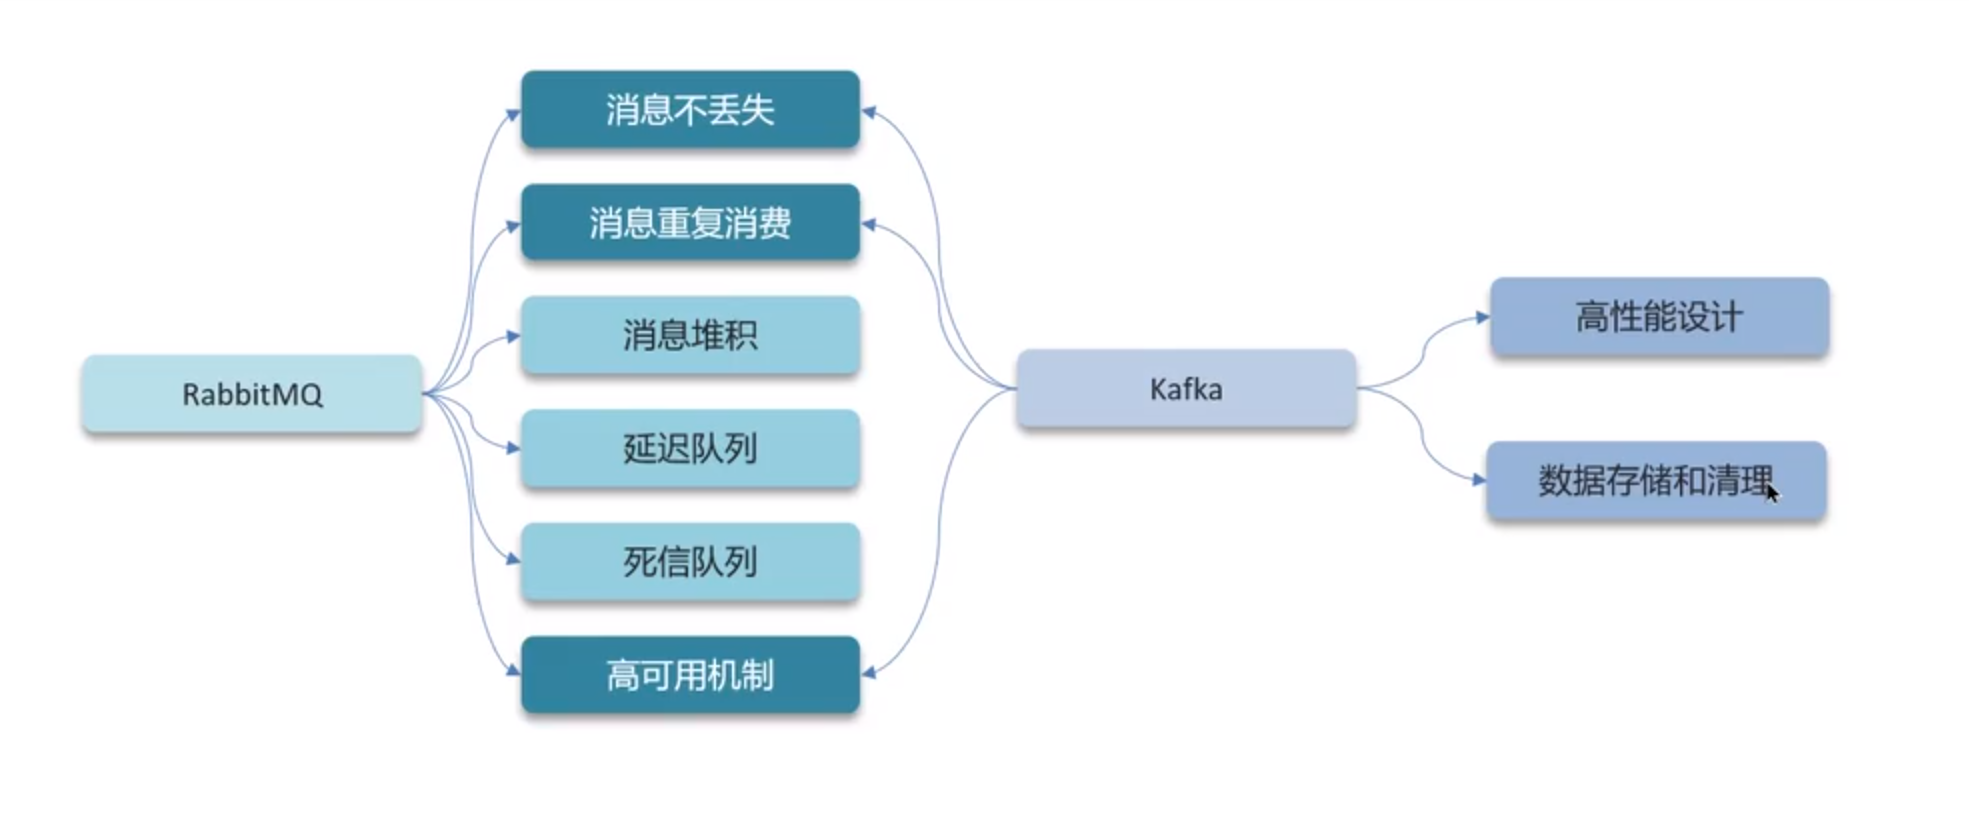 RabbitMQ
消息不丢失
消息重复消费
消息堆积
延迟队列
死信队列
高可用机制
Kafka
高性能设计
数据存储和清理